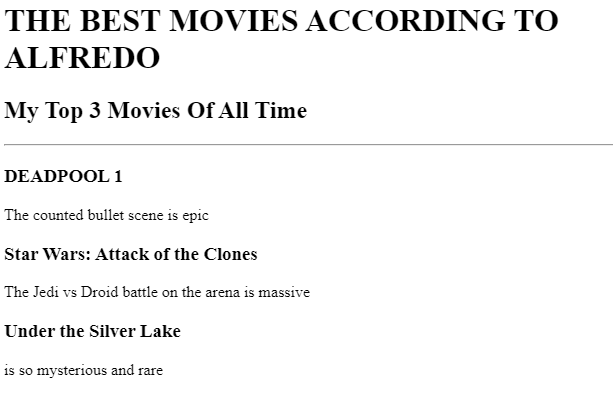 THE BEST MOVIES ACCORDING TO
ALFREDO
My Top 3 Movies Of All Time
DEADPOOL 1
The counted bullet scene is epic
Star Wars: Attack of the Clones
The Jedi vs Droid battle on the arena is massive
Under the Silver Lake
is so mysterious and rare